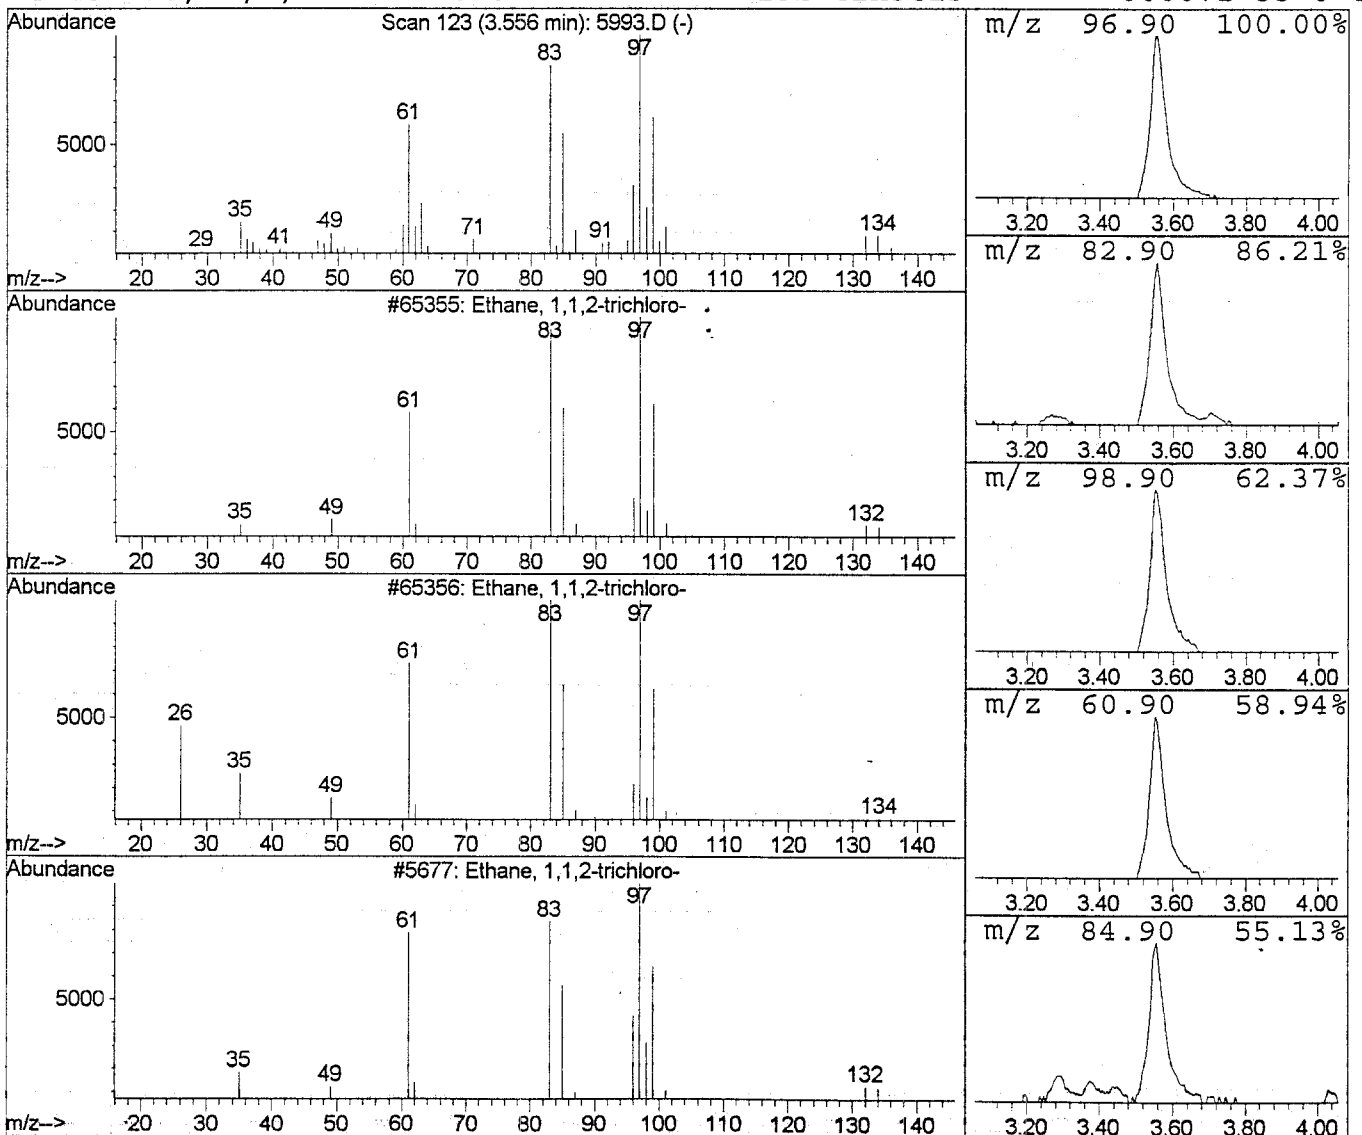 Abundance
Scan 123 (3.556 min): 5993.D (-)
83
97
61
5000
35
29
41
49
71
91
134
m/z-->
20 30 40 50 60 70 80 90 100 110 120 130 140
Abundance
#65355: Ethane, 1,1,2-trichloro-
83
97
61
5000
35
49
132
m/z-->
20 30 40 50 60 70 80 90 100 110 120 130 140
Abundance
#65356: Ethane, 1,1,2-trichloro-
83
97
61
5000
26
35
49
134
m/z-->
20 30 40 50 60 70 80 90 100 110 120 130 140
Abundance
#5677: Ethane, 1,1,2-trichloro-
97
83
61
5000
35
49
132
m/z-->
20 30 40 50 60 70 80 90 100 110 120 130 140
m/z 96.90 100.00%
3.20 3.40 3.60 3.80 4.00
m/z 82.90 86.21%
3.20 3.40 3.60 3.80 4.00
m/z 98.90 62.37%
3.20 3.40 3.60 3.80 4.00
m/z 60.90 58.94%
3.20 3.40 3.60 3.80 4.00
m/z 84.90 55.13%
3.20 3.40 3.60 3.80 4.00